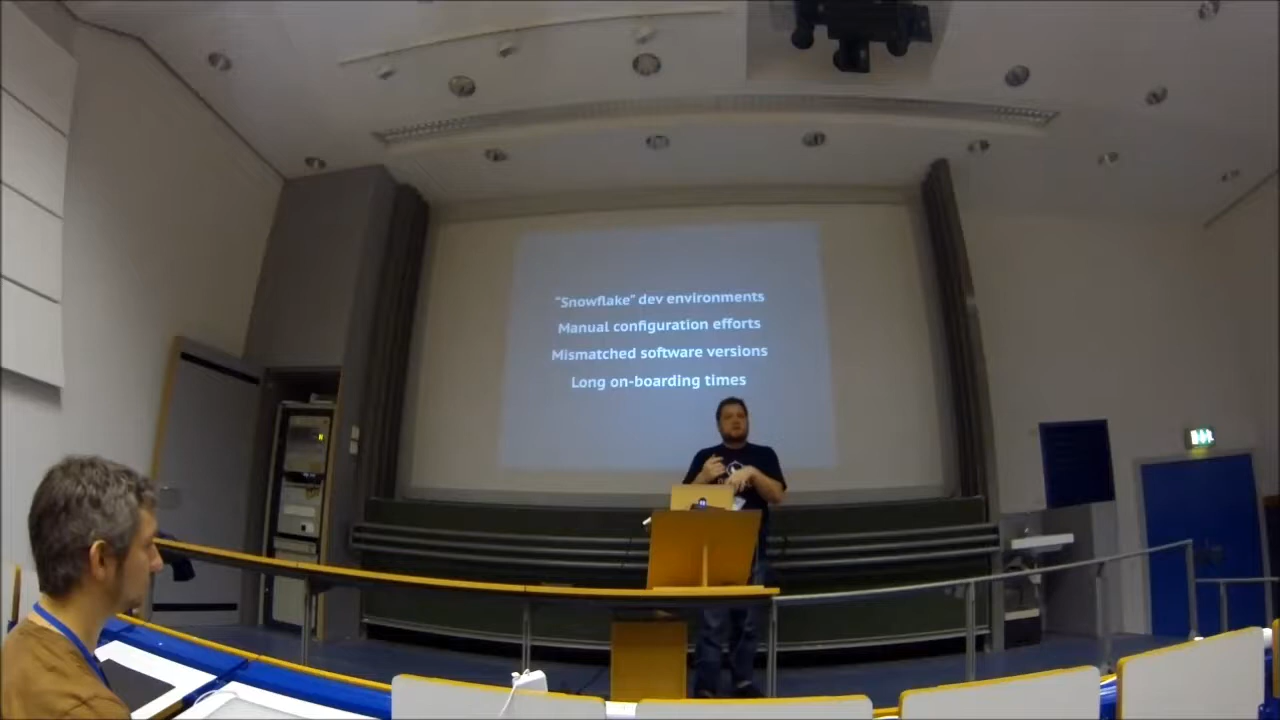 "Snowflake" dev environments
Manual configuration efforts
Mismatched software versions
Long on-boarding times